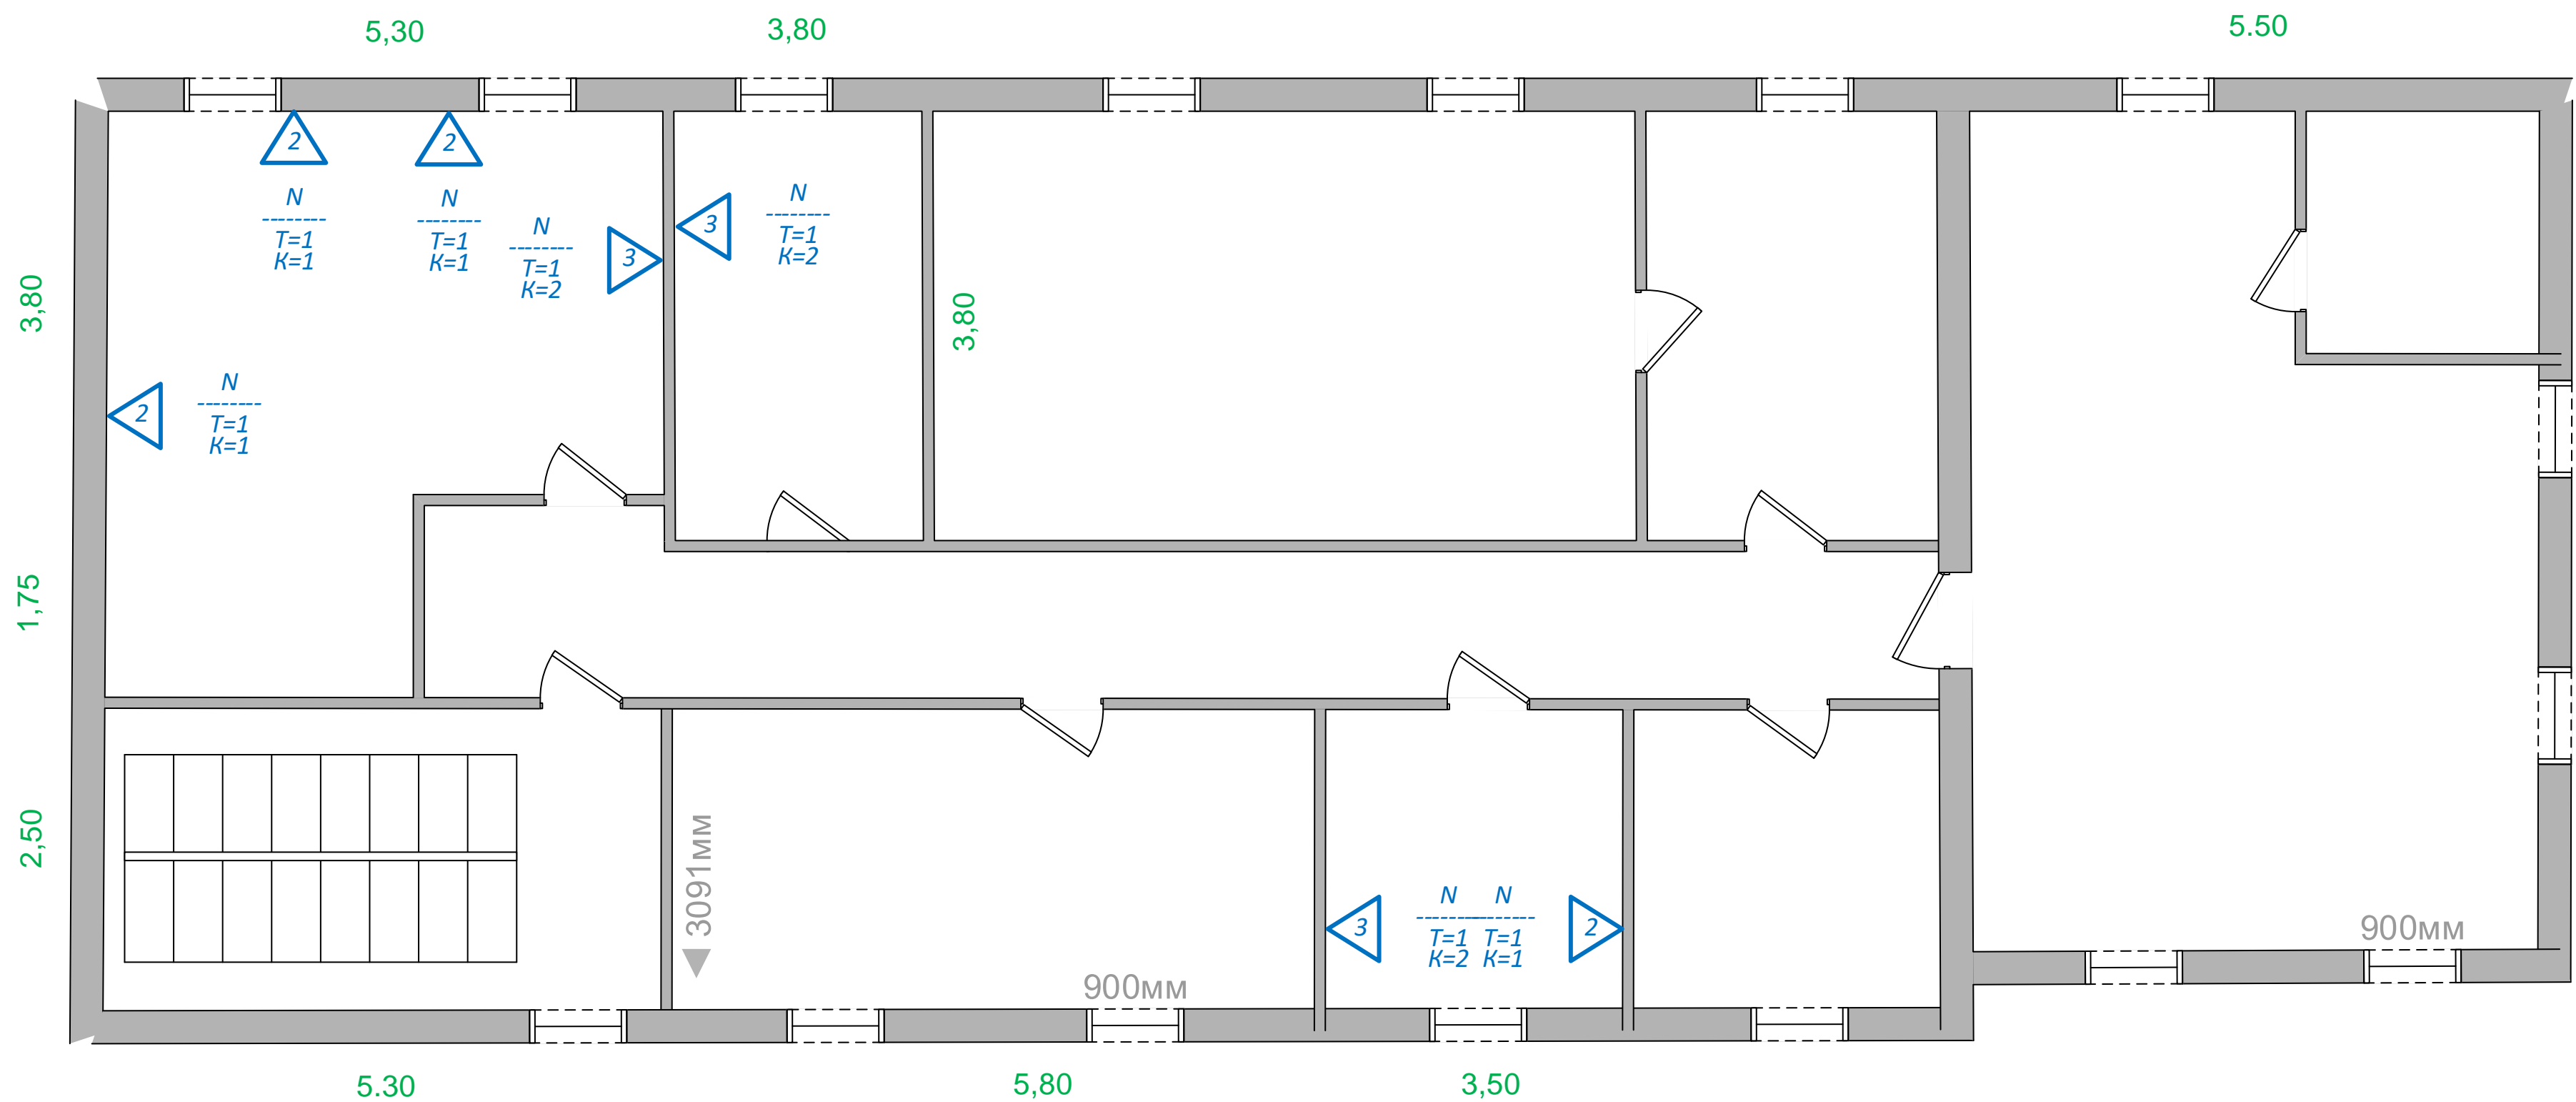 5,30
3,80
5.50
2
2
N
--------
T=1
К=1
N
--------
T=1
К=1
N
--------
T=1
К=2
3
3
N
--------
T=1
К=2
3,80
3,80
2
N
--------
T=1
К=1
1,75
2,50
3091мм
900мм
3
N
--------
T=1
К=2
N
--------
T=1
К=1
2
900мм
5.30
5,80
3,50